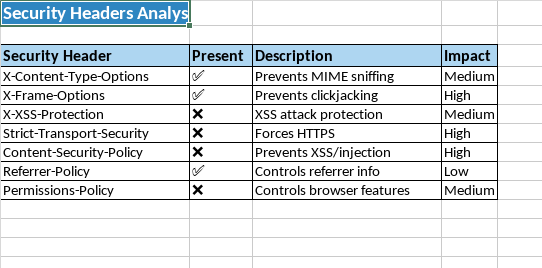 Security Headers Analys
Security Header Present Description Impact
X-Content-Type-Options ✅ Prevents MIME sniffing Medium
X-Frame-Options ✅ Prevents clickjacking High
X-XSS-Protection ❌ XSS attack protection Medium
Strict-Transport-Security ❌ Forces HTTPS High
Content-Security-Policy ❌ Prevents XSS/injection High
Referrer-Policy ✅ Controls referrer info Low
Permissions-Policy ❌ Controls browser features Medium